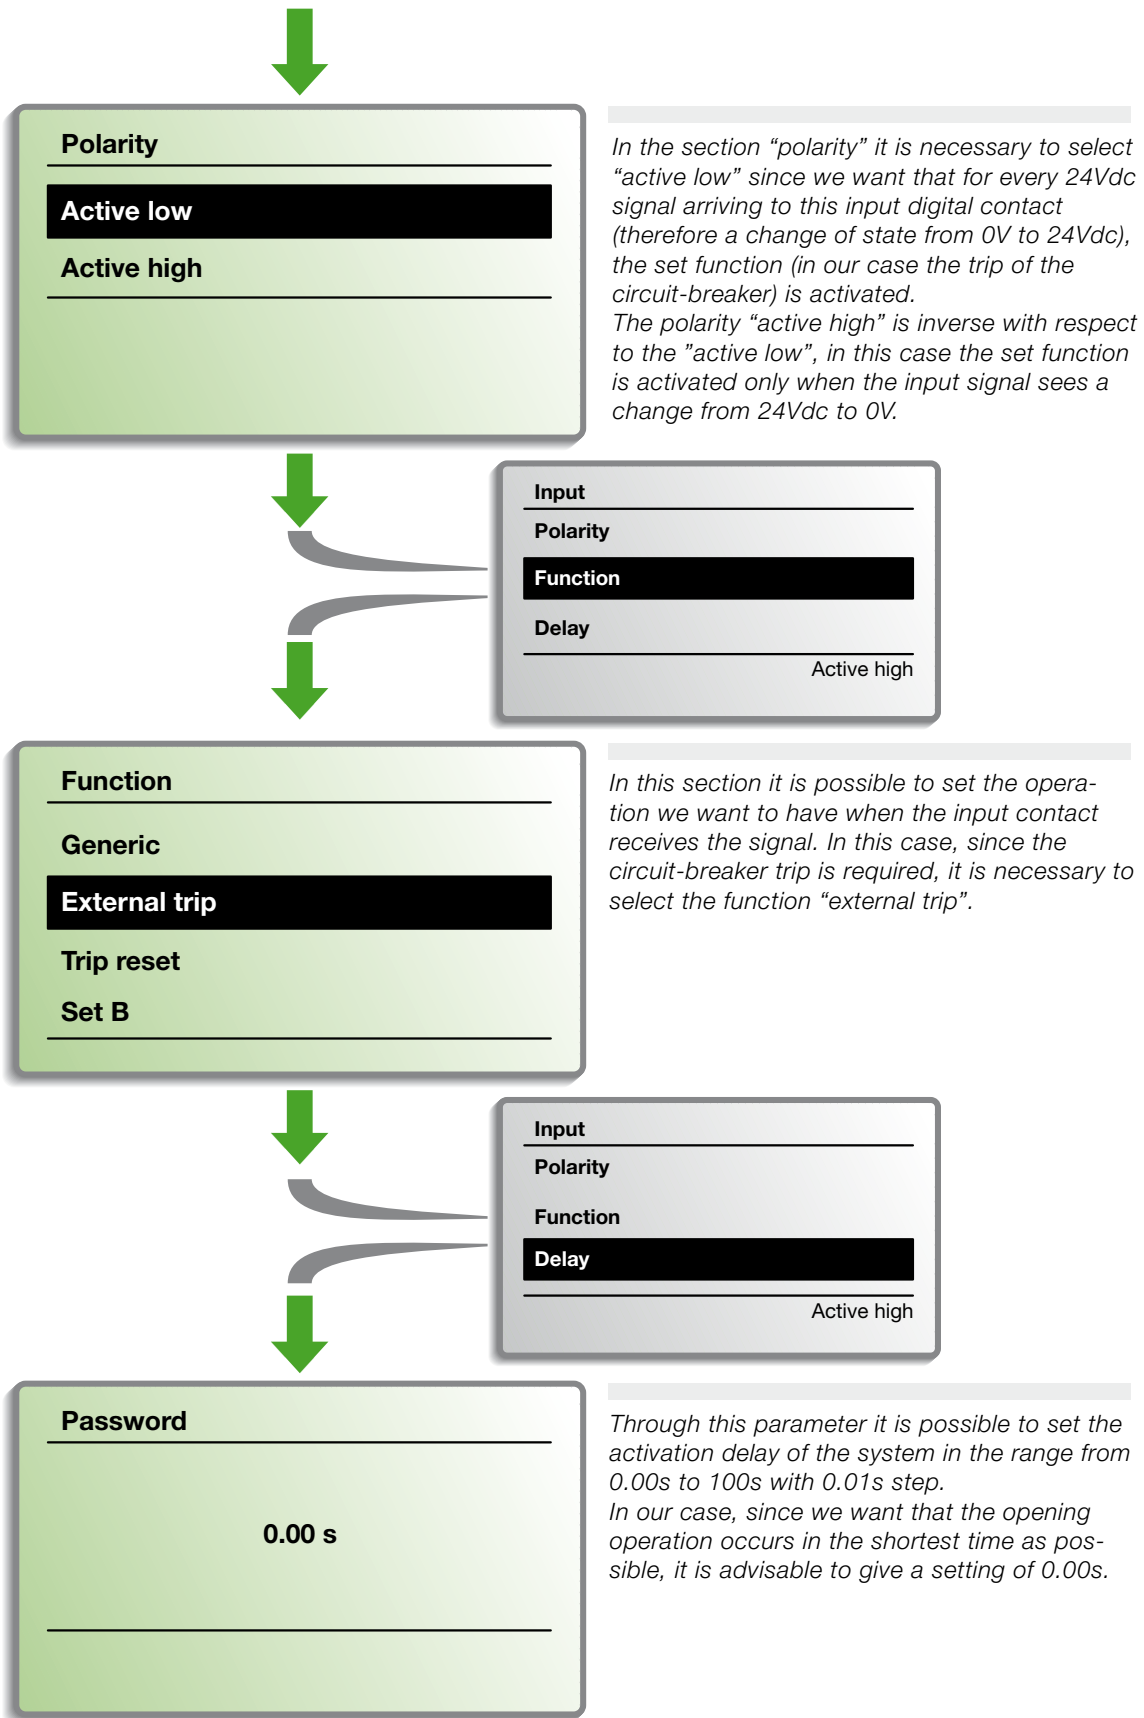 Polarity
Active low
Active high
In the section “polarity” it is necessary to select
“active low” since we want that for every 24Vdc
signal arriving to this input digital contact
(therefore a change of state from 0V to 24Vdc),
the set function (in our case the trip of the
circuit-breaker) is activated.
The polarity “active high” is inverse with respect
to the ”active low”, in this case the set function
is activated only when the input signal sees a
change from 24Vdc to 0V.
Input
Polarity
Function
Delay
Active high
Function
Generic
External trip
Trip reset
Set B
In this section it is possible to set the opera-
tion we want to have when the input contact
receives the signal. In this case, since the
circuit-breaker trip is required, it is necessary to
select the function “external trip”.
Input
Polarity
Function
Delay
Active high
Password
0.00 s
Through this parameter it is possible to set the
activation delay of the system in the range from
0.00s to 100s with 0.01s step.
In our case, since we want that the opening
operation occurs in the shortest time as pos-
sible, it is advisable to give a setting of 0.00s.